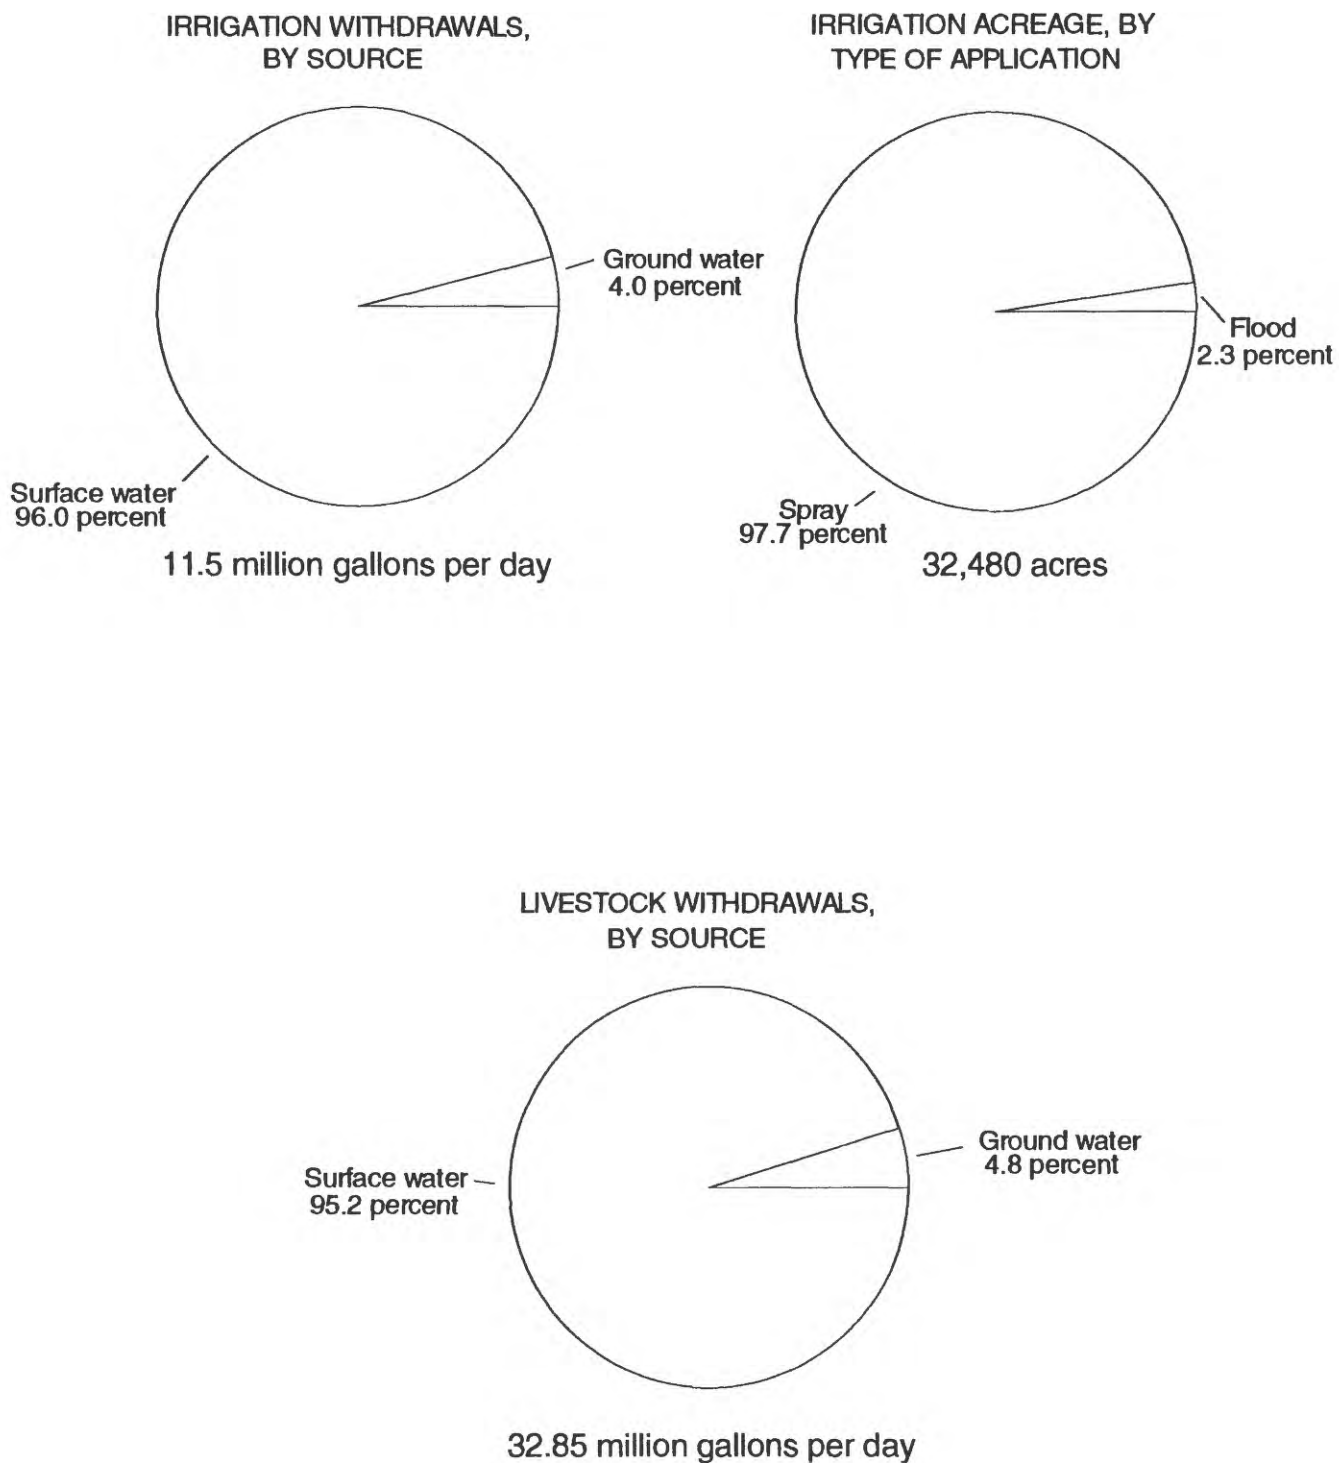 IRRIGATION WITHDRAWALS,
BY SOURCE
Ground water
4.0 percent
Surface water
96.0 percent
11.5 million gallons per day
IRRIGATION ACREAGE, BY
TYPE OF APPLICATION
Flood
2.3 percent
Spray
97.7 percent
32,480 acres
LIVESTOCK WITHDRAWALS,
BY SOURCE
Ground water
4.8 percent
Surface water
95.2 percent
32.85 million gallons per day